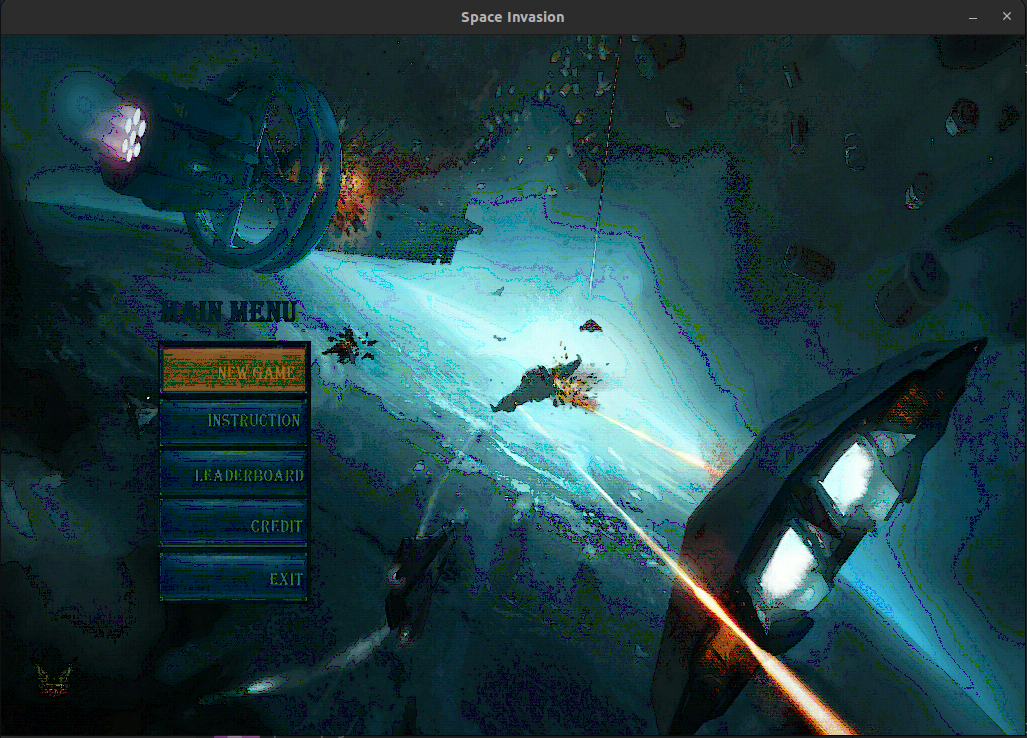 Space Invasion
MAIN MENU
NEW GAME
INSTRUCTION
LEADERBOARD
CREDIT
EXIT